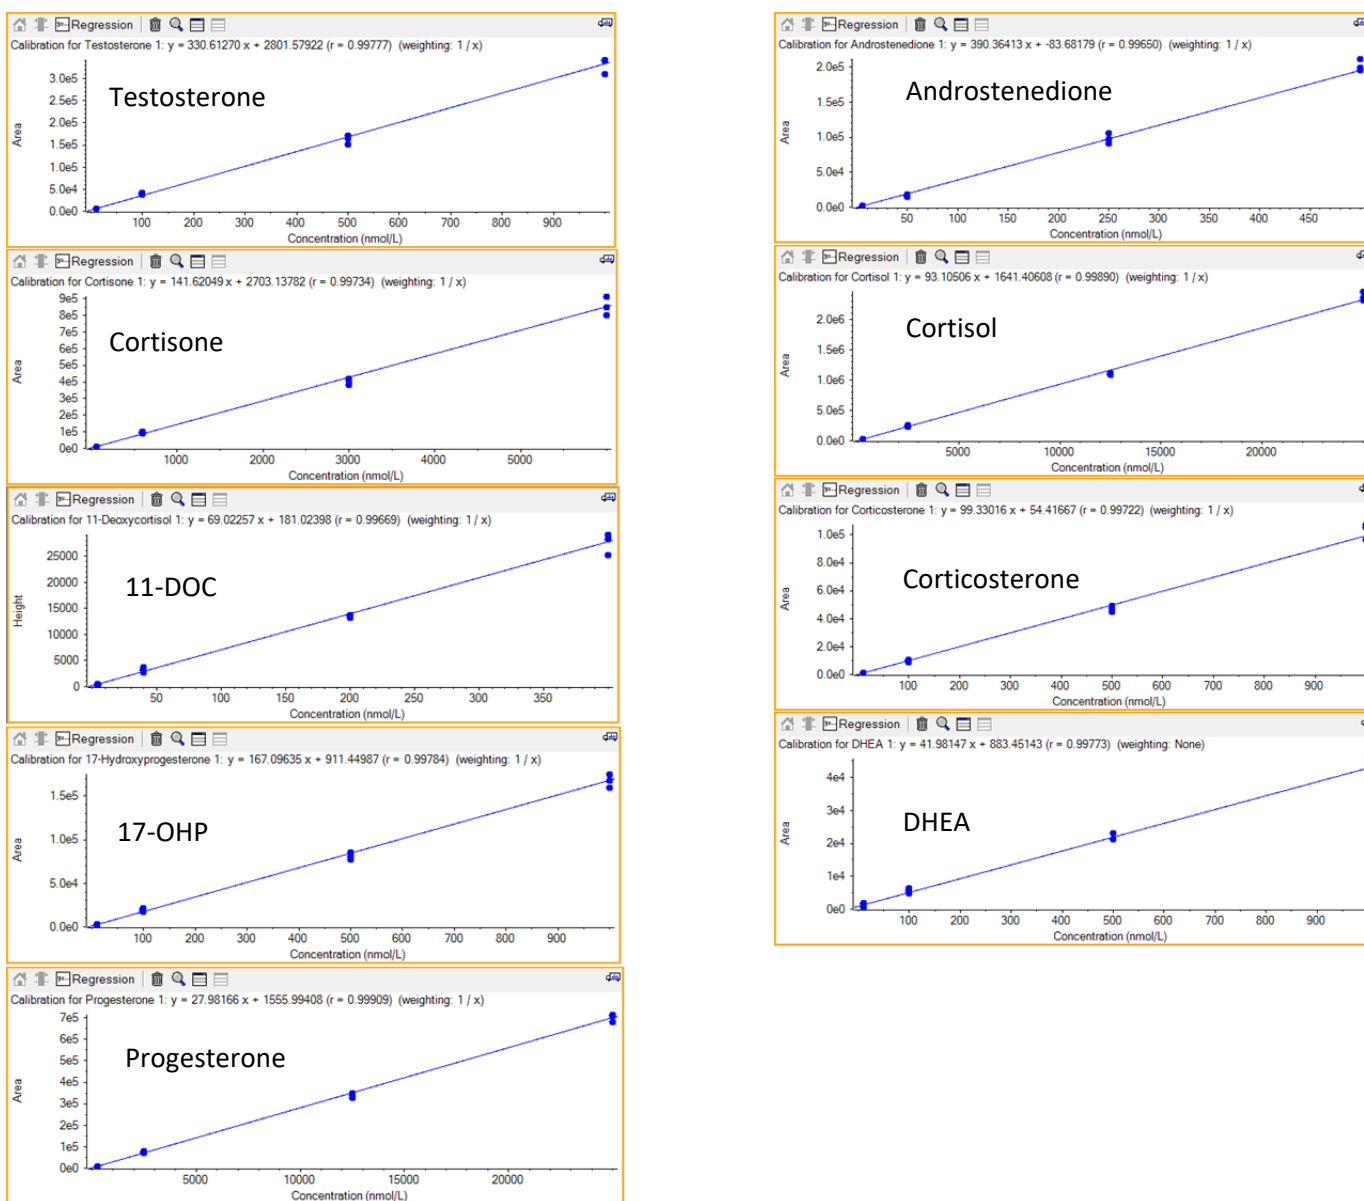 Regression
Calibration for Testosterone 1: y = 330.61270 x + 2801.57922 (r = 0.99777) (weighting: 1 / x)
Testosterone
Area
3.0e5
2.5e5
2.0e5
1.5e5
1.0e5
5.0e4
0.0e0
100 200 300 400 500 600 700 800 900
Concentration (nmol/L)
Regression
Calibration for Cortisone 1: y = 141.62049 x + 2703.13782 (r = 0.99734) (weighting: 1 / x)
Cortisone
Area
9e5
8e5
7e5
6e5
5e5
4e5
3e5
2e5
1e5
0e0
1000 2000 3000 4000 5000
Concentration (nmol/L)
Regression
Calibration for 11-Deoxycortisol 1: y = 69.02257 x + 181.02398 (r = 0.99669) (weighting: 1 / x)
11-DOC
Height
25000
20000
15000
10000
5000
0
50 100 150 200 250 300 350
Concentration (nmol/L)
Regression
Calibration for 17-Hydroxyprogesterone 1: y = 167.09635 x + 911.44987 (r = 0.99784) (weighting: 1 / x)
17-OHP
Area
1.5e5
1.0e5
5.0e4
0.0e0
100 200 300 400 500 600 700 800 900
Concentration (nmol/L)
Regression
Calibration for Progesterone 1: y = 27.98166 x + 1555.99408 (r = 0.99909) (weighting: 1 / x)
Progesterone
Area
7e5
6e5
5e5
4e5
3e5
2e5
1e5
0e0
5000 10000 15000 20000
Concentration (nmol/L)
Regression
Calibration for Androstenedione 1: y = 390.36413 x + -83.68179 (r = 0.99650) (weighting: 1 / x)
Androstenedione
Area
2.0e5
1.5e5
1.0e5
5.0e4
0.0e0
50 100 150 200 250 300 350 400 450
Concentration (nmol/L)
Regression
Calibration for Cortisol 1: y = 93.10506 x + 1641.40608 (r = 0.99890) (weighting: 1 / x)
Cortisol
Area
2.0e6
1.5e6
1.0e6
5.0e5
0.0e0
5000 10000 15000 20000
Concentration (nmol/L)
Regression
Calibration for Corticosterone 1: y = 99.33016 x + 54.41667 (r = 0.99722) (weighting: 1 / x)
Corticosterone
Area
1.0e5
8.0e4
6.0e4
4.0e4
2.0e4
0.0e0
100 200 300 400 500 600 700 800 900
Concentration (nmol/L)
Regression
Calibration for DHEA 1: y = 41.98147 x + 883.45143 (r = 0.99773) (weighting: None)
DHEA
Area
4e4
3e4
2e4
1e4
0e0
100 200 300 400 500 600 700 800 900
Concentration (nmol/L)